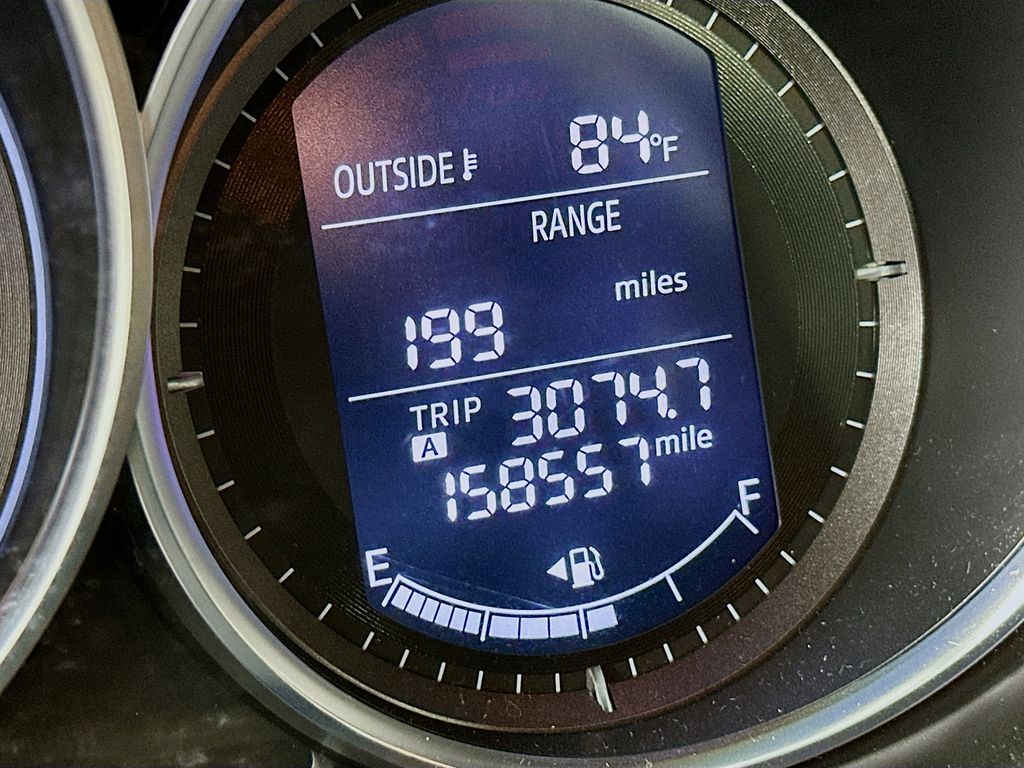 OUTSIDE 84°F
RANGE
miles
199
TRIP A 3074.7
158557 mile
E F